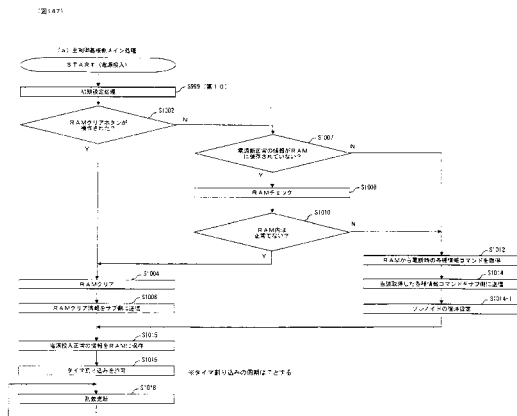 (図147)
(a) 主制御基板側メイン処理
START (電源投入)
初期設定処理
S999 (第10)
RAMクリアボタンが
操作された?
S1002
N
Y
S1007
電源断正常の情報がRAM
に保存されていない?
N
Y
RAMチェック
S1008
S1010
RAM内は
正常でない?
N
Y
S1012
RAMから電断時の各種情報コマンドを取得
S1004
RAMクリア
S1014
当該取得した各種情報コマンドをサブ側に送信
S1006
RAMクリア情報をサブ側に送信
S1014-1
ソレノイドの復帰設定
S1015
電源投入正常の情報をRAMに保存
S1016
タイマ割り込みを許可
※タイマ割り込みの周期はTとする
S1018
乱数更新